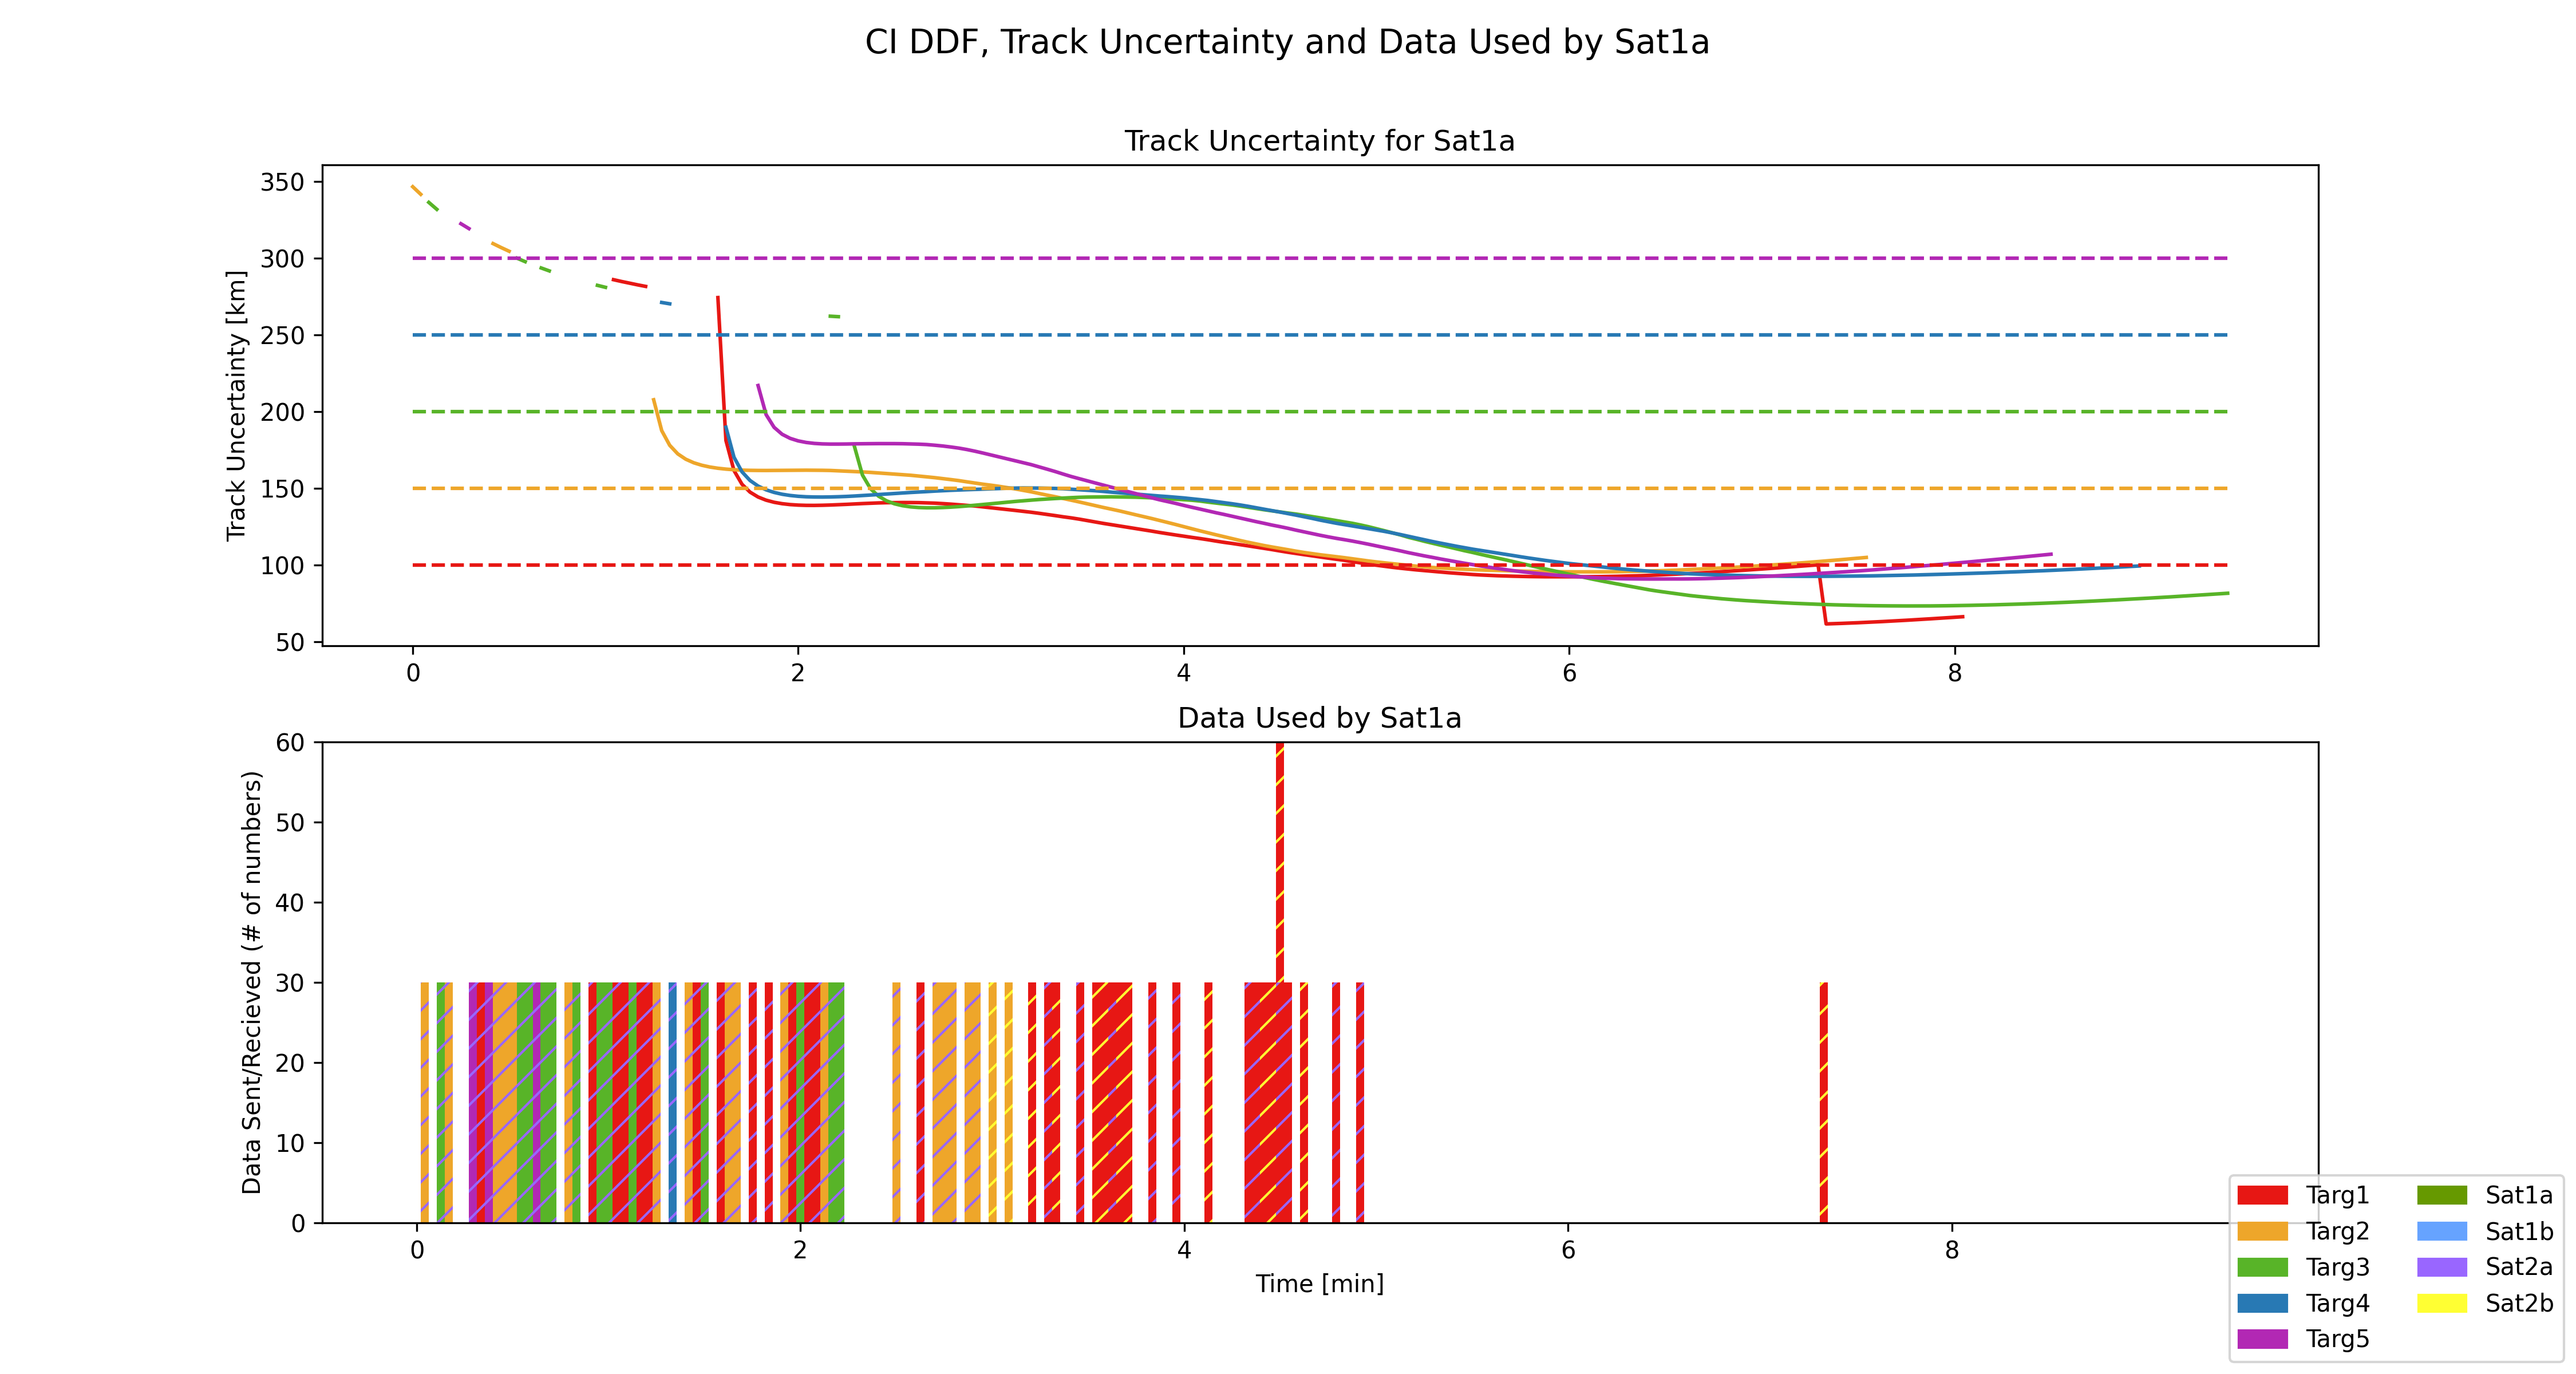 CI DDF, Track Uncertainty and Data Used by Sat1a
Track Uncertainty for Sat1a
Track Uncertainty [km]
350
300
250
200
150
100
50
0 2 4 6 8
Data Used by Sat1a
Data Sent/Recieved (# of numbers)
60
50
40
30
20
10
0
0 2 4 6 8
Time [min]
Targ1 Sat1a
Targ2 Sat1b
Targ3 Sat2a
Targ4 Sat2b
Targ5